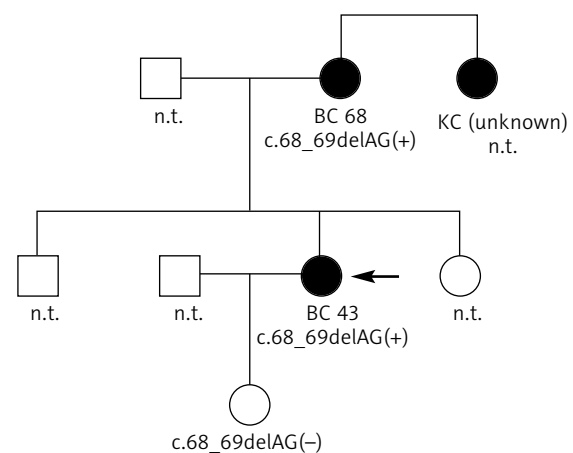 n.t.
BC 68
c.68_69delAG(+)
KC (unknown)
n.t.
n.t.
n.t.
BC 43
c.68_69delAG(+)
n.t.
c.68_69delAG(–)